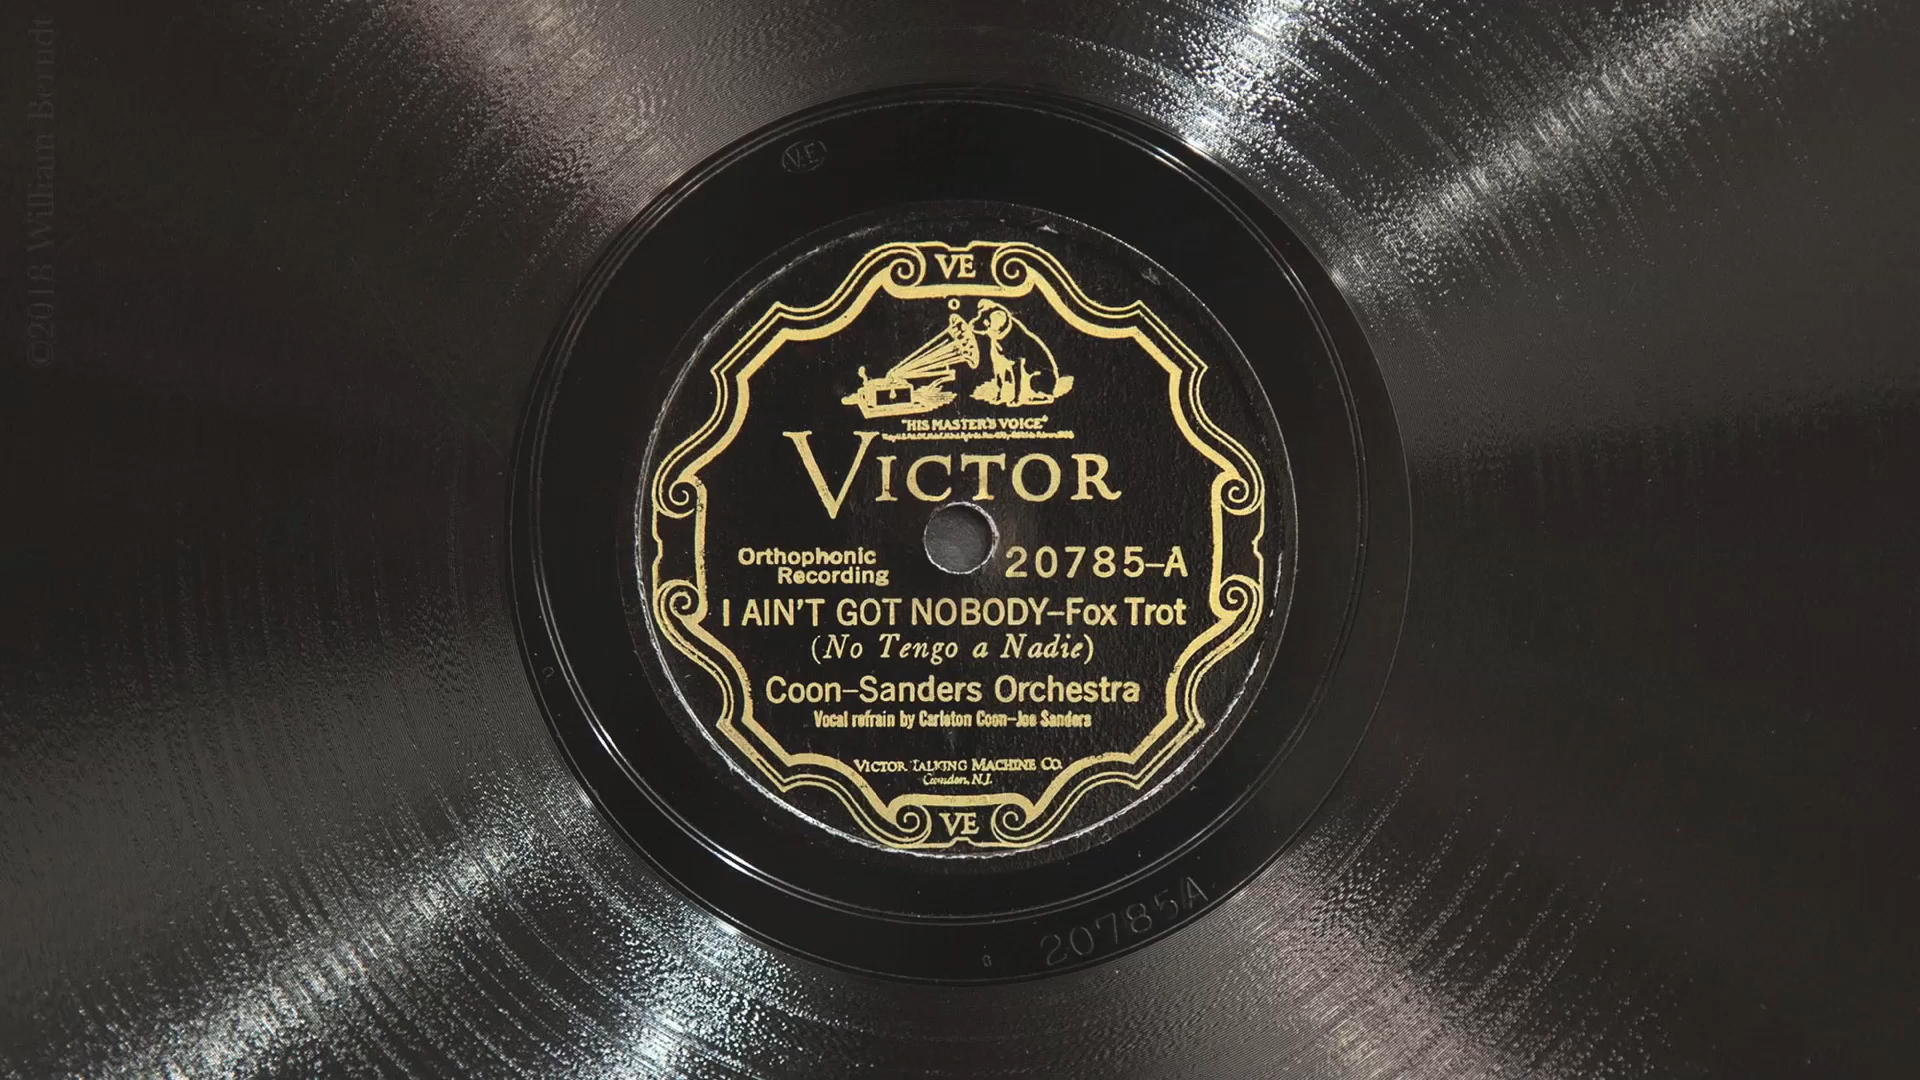 ©2018 William Berndt
VE
VE
"HIS MASTER'S VOICE"
VICTOR
Orthophonic
Recording
20785-A
I AIN'T GOT NOBODY-Fox Trot
(No Tengo a Nadie)
Coon-Sanders Orchestra
Vocal refrain by Carleton Coon-Joe Sanders
VICTOR TALKING MACHINE CO.
Camden, N.J.
VE
20785A